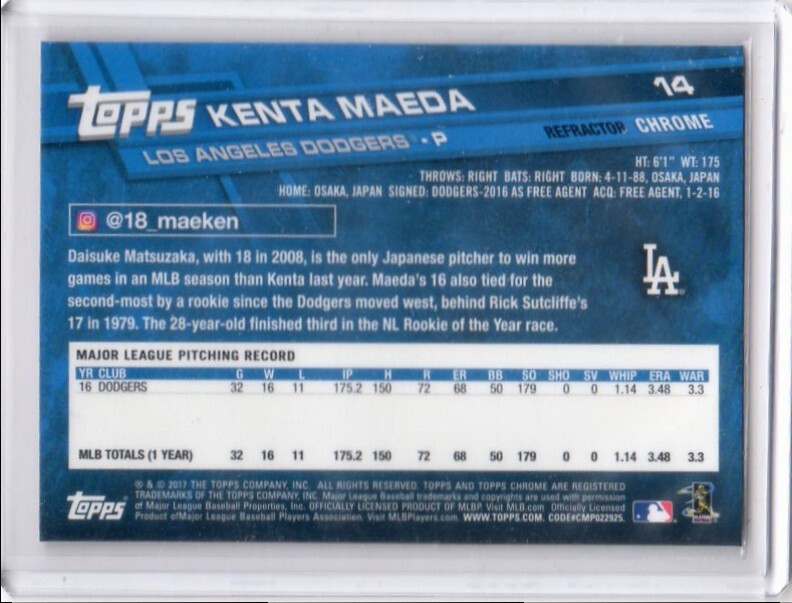 14
TOPPS KENTA MAEDA
REFRACTOR CHROME
LOS ANGELES DODGERS • P
HT: 6'1" WT: 175
THROWS: RIGHT BATS: RIGHT BORN: 4-11-88, OSAKA, JAPAN
HOME: OSAKA, JAPAN SIGNED: DODGERS-2016 AS FREE AGENT ACQ: FREE AGENT, 1-2-16
@18_maeken
Daisuke Matsuzaka, with 18 in 2008, is the only Japanese pitcher to win more
games in an MLB season than Kenta last year. Maeda's 16 also tied for the
second-most by a rookie since the Dodgers moved west, behind Rick Sutcliffe's
17 in 1979. The 28-year-old finished third in the NL Rookie of the Year race.
LA
MAJOR LEAGUE PITCHING RECORD
YR CLUB G W L IP H R ER BB SO SHO SV WHIP ERA WAR
16 DODGERS 32 16 11 175.2 150 72 68 50 179 0 0 1.14 3.48 3.3
MLB TOTALS (1 YEAR) 32 16 11 175.2 150 72 68 50 179 0 0 1.14 3.48 3.3
® & © 2017 THE TOPPS COMPANY, INC. ALL RIGHTS RESERVED. TOPPS AND TOPPS CHROME ARE REGISTERED
TRADEMARKS OF THE TOPPS COMPANY, INC. Major League Baseball trademarks and copyrights are used with permission
of Major League Baseball Properties, Inc. OFFICIALLY LICENSED PRODUCT OF MLBP Visit MLB.com Officially Licensed
Product ofMajor League Baseball Players Association. Visit MLBPlayers.com. WWW.TOPPS.COM. CODE#CMP022925.
TOPPS